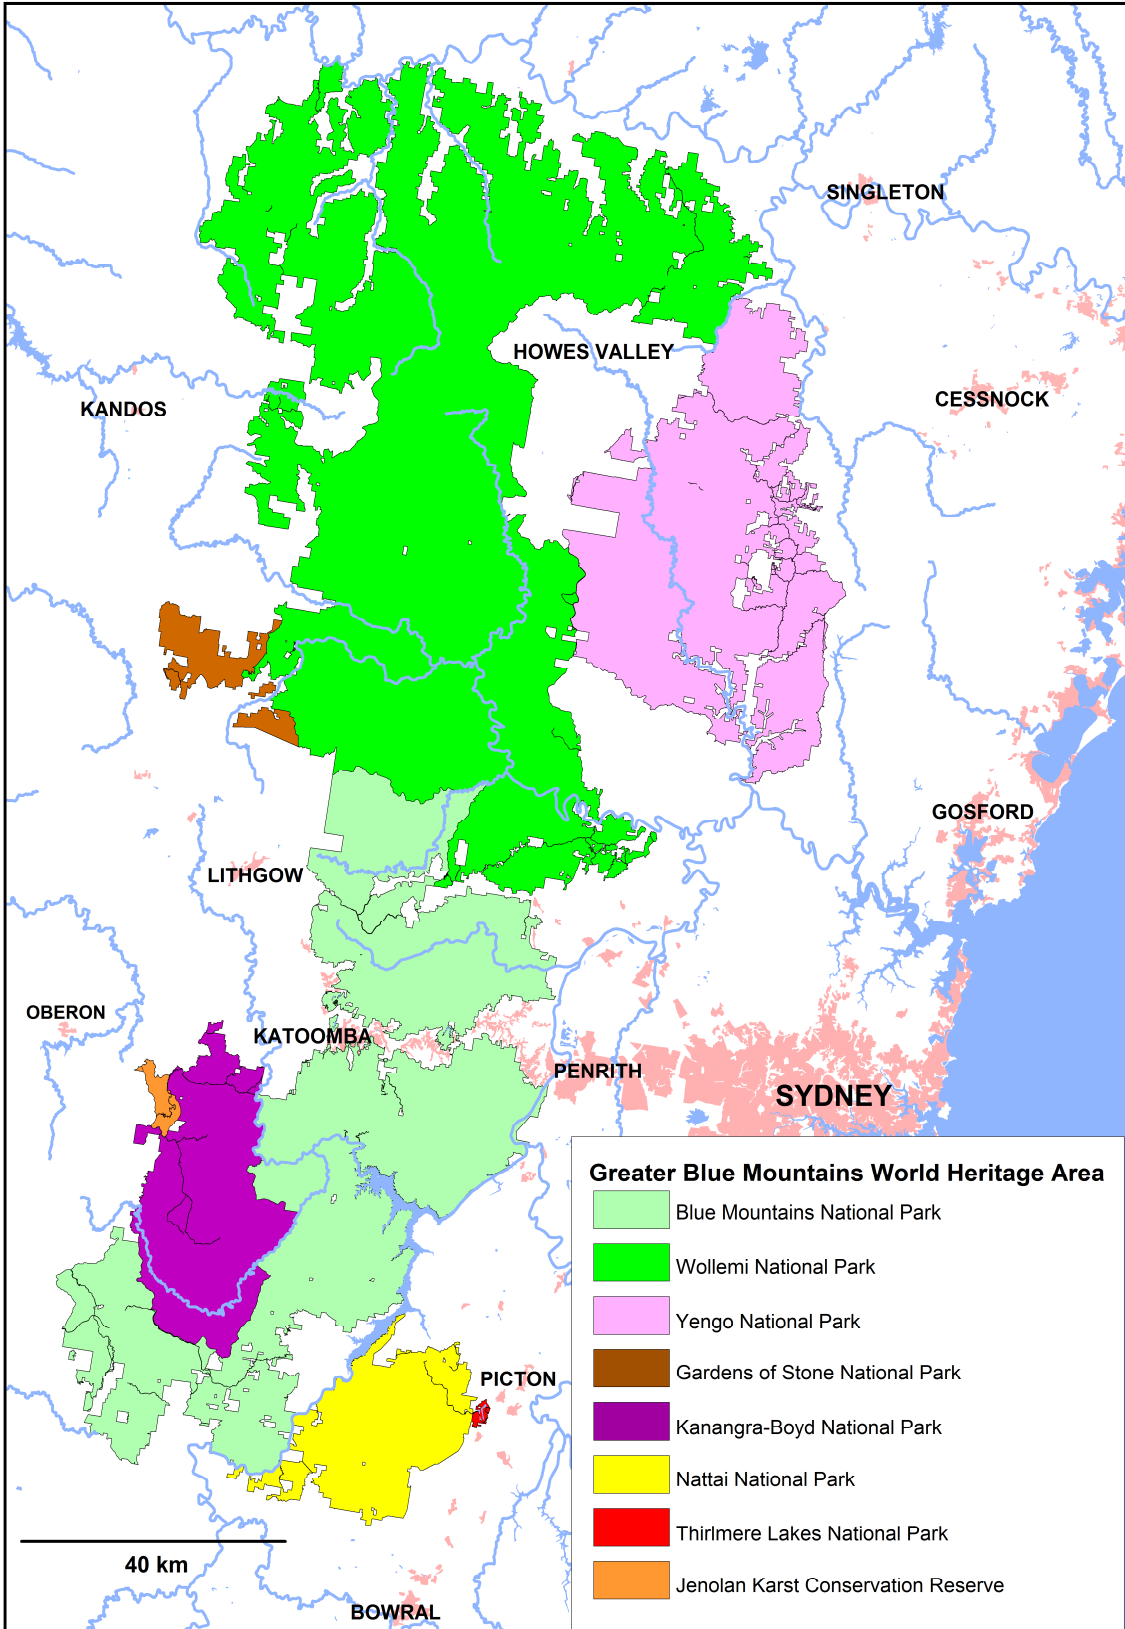 SINGLETON
HOWES VALLEY
KANDOS
CESSNOCK
GOSFORD
LITHGOW
OBERON
KATOOMBA
PENRITH
SYDNEY
Greater Blue Mountains World Heritage Area
Blue Mountains National Park
Wollemi National Park
Yengo National Park
Gardens of Stone National Park
Kanangra-Boyd National Park
Nattai National Park
Thirlmere Lakes National Park
Jenolan Karst Conservation Reserve
PICTON
40 km
BOWRAL